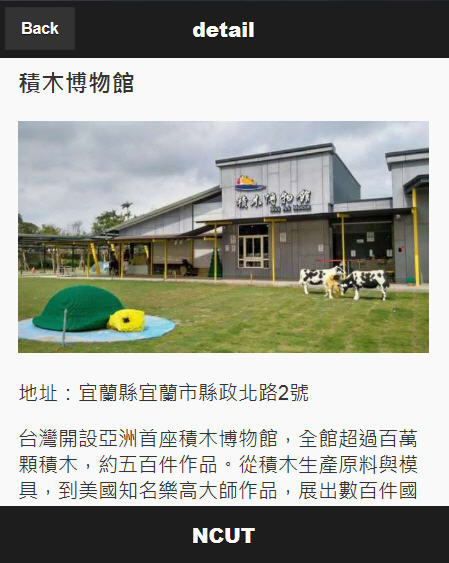 Back
detail
積木博物館
積木博物館
地址：宜蘭縣宜蘭市縣政北路2號
台灣開設亞洲首座積木博物館，全館超過百萬
顆積木，約五百件作品。從積木生產原料與模
具，到美國知名樂高大師作品，展出數百件國
NCUT